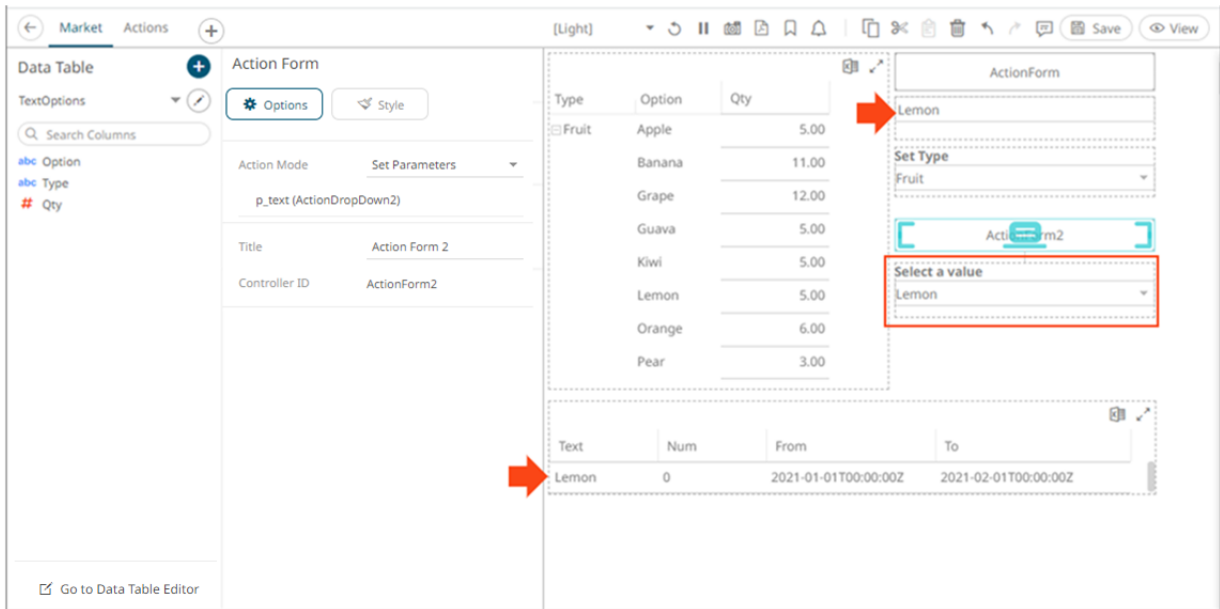 Market Actions [Light] Save View
Data Table
TextOptions
Search Columns
abc Option
abc Type
# Qty
Go to Data Table Editor
Action Form
Options Style
Action Mode Set Parameters
p_text (ActionDropDown2)
Title Action Form 2
Controller ID ActionForm2
Type Option Qty
Fruit Apple 5.00
Banana 11.00
Grape 12.00
Guava 5.00
Kiwi 5.00
Lemon 5.00
Orange 6.00
Pear 3.00
ActionForm
Lemon
Set Type
Fruit
ActionForm2
Select a value
Lemon
Text Num From To
Lemon 0 2021-01-01T00:00:00Z 2021-02-01T00:00:00Z